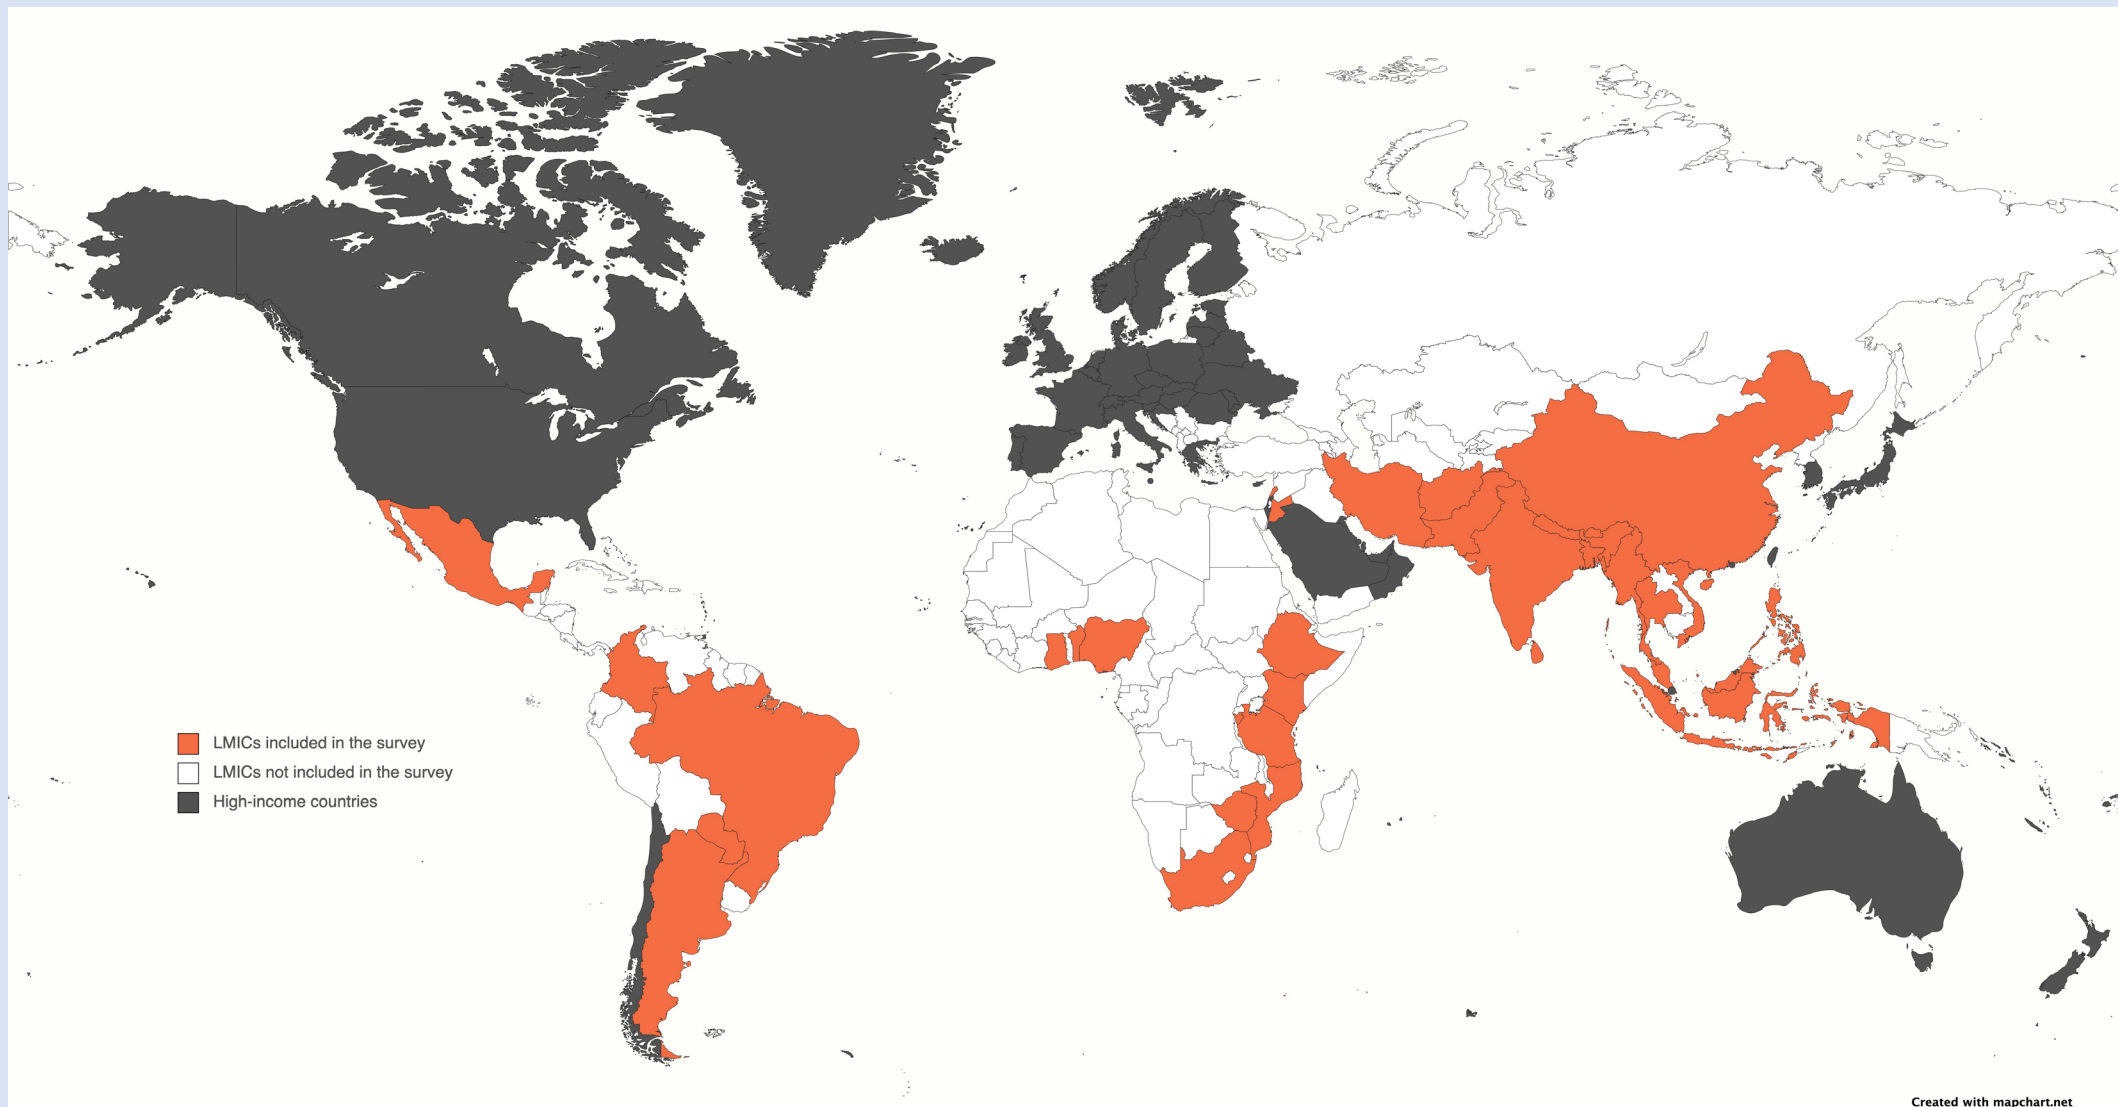 LMICs included in the survey
LMICs not included in the survey
High-income countries
Created with mapchart.net